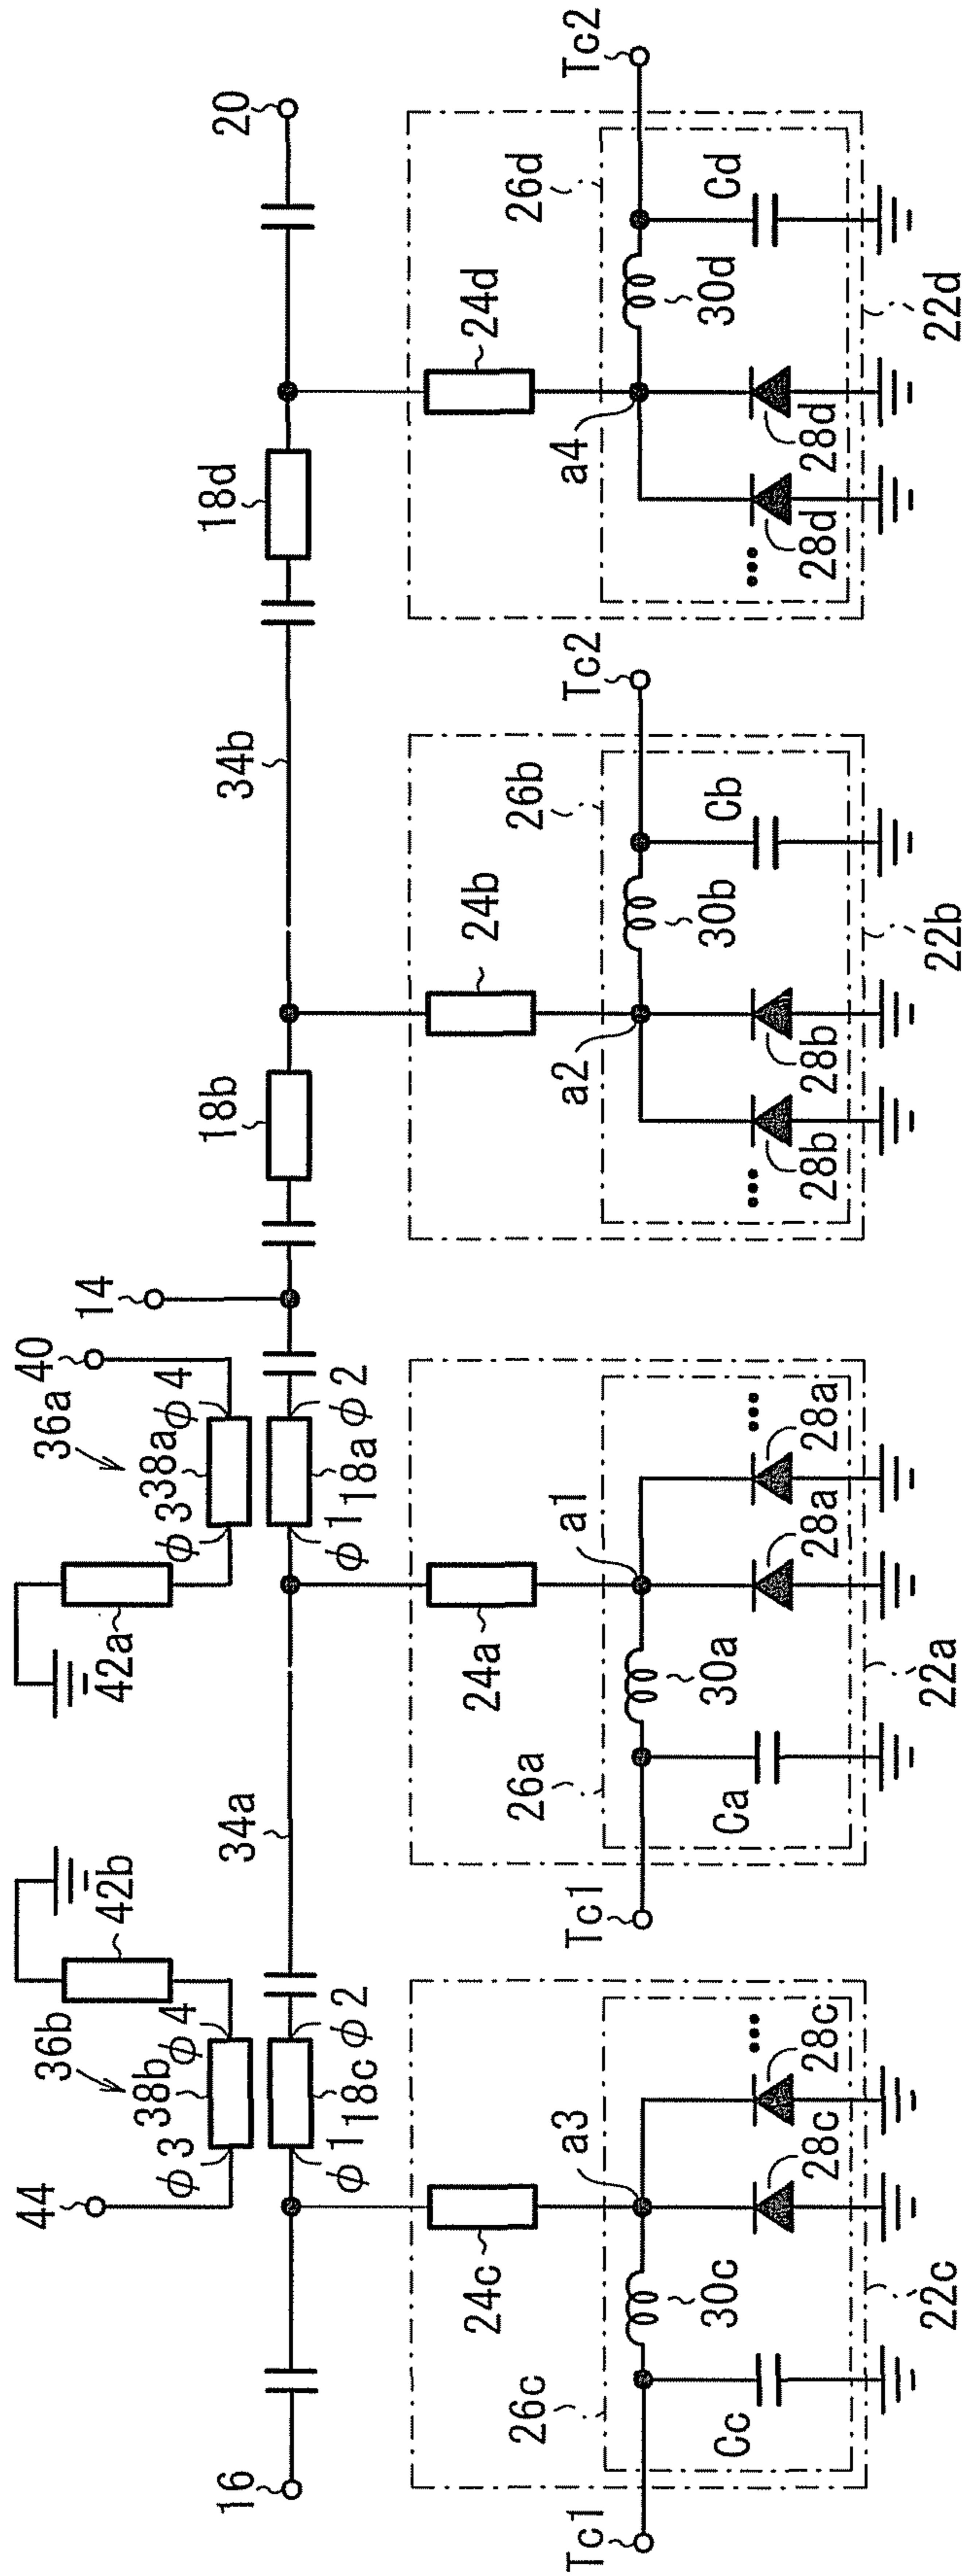 16
44
φ3
36b
38b
φ4
42b
φ1
18c
φ2
34a
42a
φ3
36a
38a
φ4
40
14
φ1
18a
φ2
18b
34b
18d
20
Tc1
26c
24c
a3
30c
Cc
28c
28c
•••
22c
Tc1
26a
24a
a1
30a
Ca
28a
28a
•••
22a
24b
26b
Tc2
a2
30b
Cb
•••
28b
28b
22b
24d
26d
Tc2
a4
30d
Cd
•••
28d
28d
22d